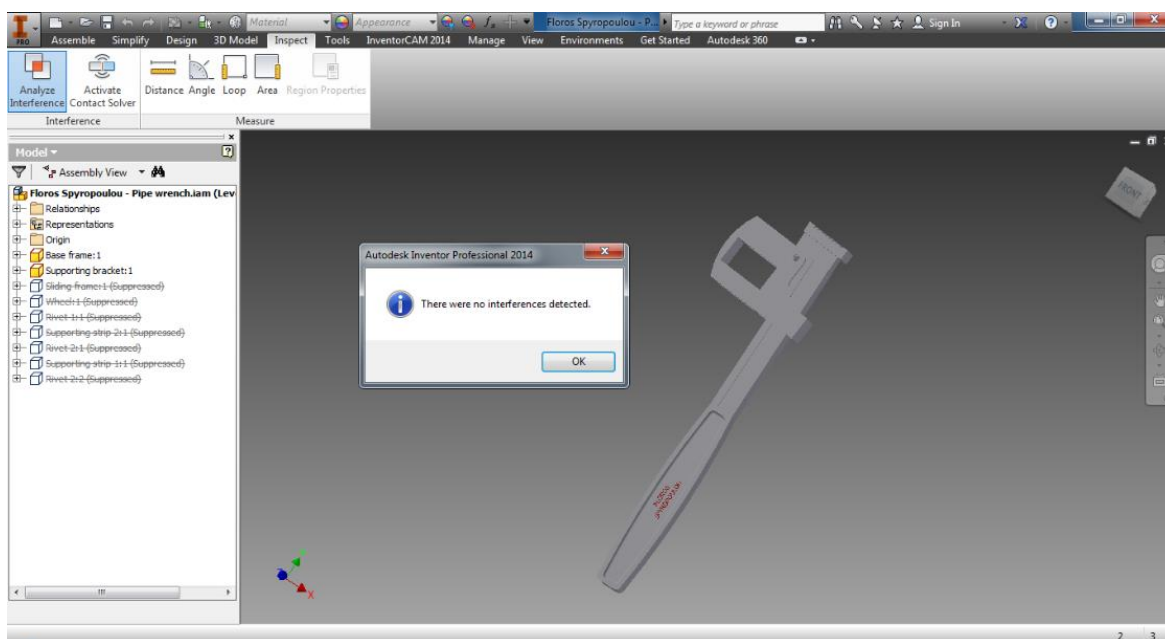 PRO
Material
Appearance
Floros Spyropoulou - P...
Type a keyword or phrase
Sign In
Assemble Simplify Design 3D Model Inspect Tools InventorCAM 2014 Manage View Environments Get Started Autodesk 360
Analyze Interference
Activate Contact Solver
Distance Angle Loop Area Region Properties
Interference
Measure
Model
Assembly View
Floros Spyropoulou - Pipe wrench.iam (Lev
Relationships
Representations
Origin
Base frame:1
Supporting bracket:1
Sliding frame:1 (Suppressed)
Wheel:1 (Suppressed)
Rivet 1:1 (Suppressed)
Supporting strip 2:1 (Suppressed)
Rivet 2:1 (Suppressed)
Supporting strip 1:1 (Suppressed)
Rivet 2:2 (Suppressed)
Autodesk Inventor Professional 2014
There were no interferences detected.
OK
FRONT
FLOROS
SPYROPOULOU
X
2 3